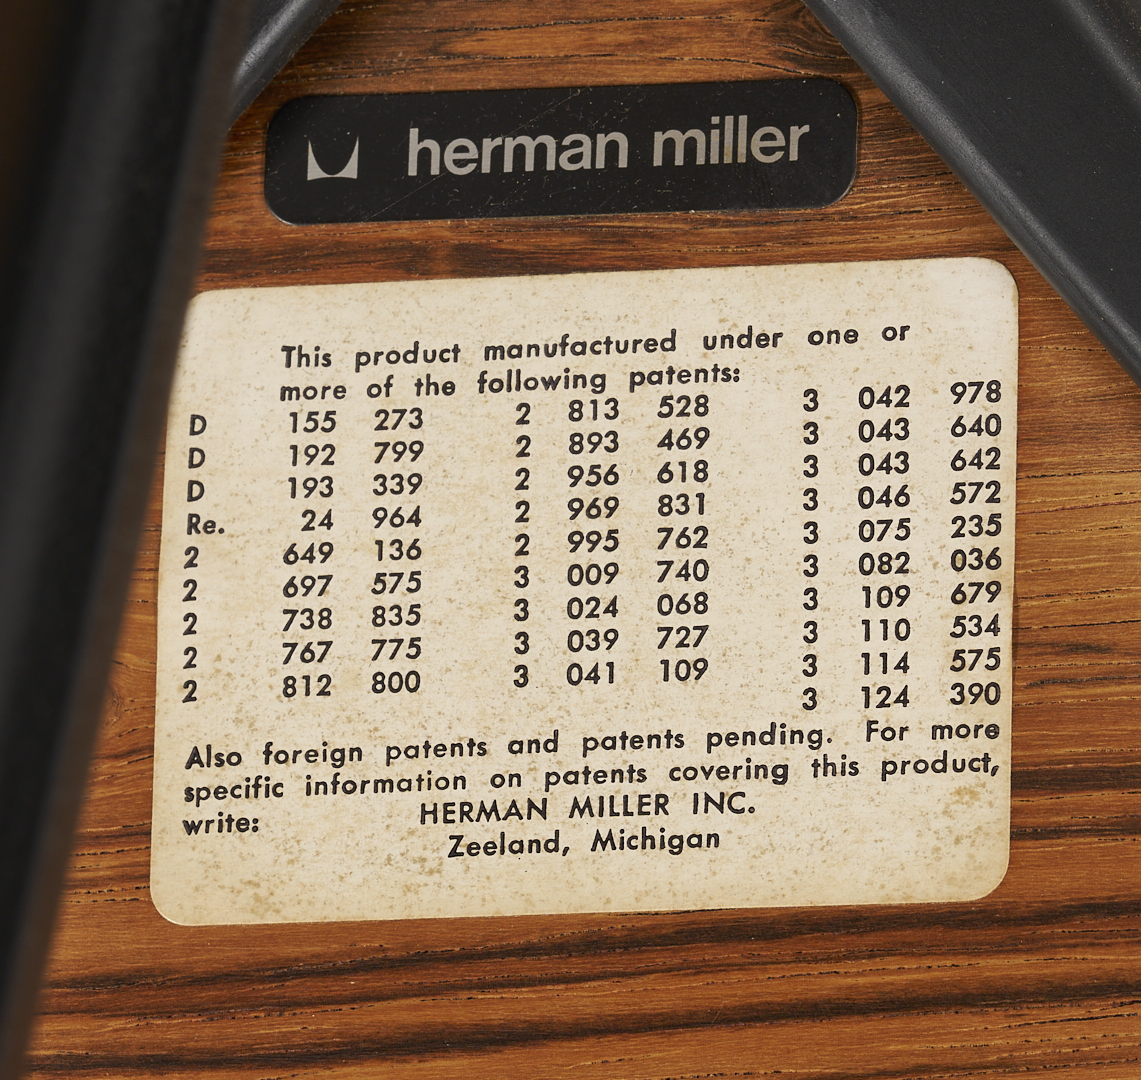 herman miller
This product manufactured under one or
more of the following patents:
D 155 273 2 813 528 3 042 978
D 192 799 2 893 469 3 043 640
D 193 339 2 956 618 3 043 642
Re. 24 964 2 969 831 3 046 572
2 649 136 2 995 762 3 075 235
2 697 575 3 009 740 3 082 036
2 738 835 3 024 068 3 109 679
2 767 775 3 039 727 3 110 534
2 812 800 3 041 109 3 114 575
3 124 390
Also foreign patents and patents pending. For more
specific information on patents covering this product,
write: HERMAN MILLER INC.
Zeeland, Michigan